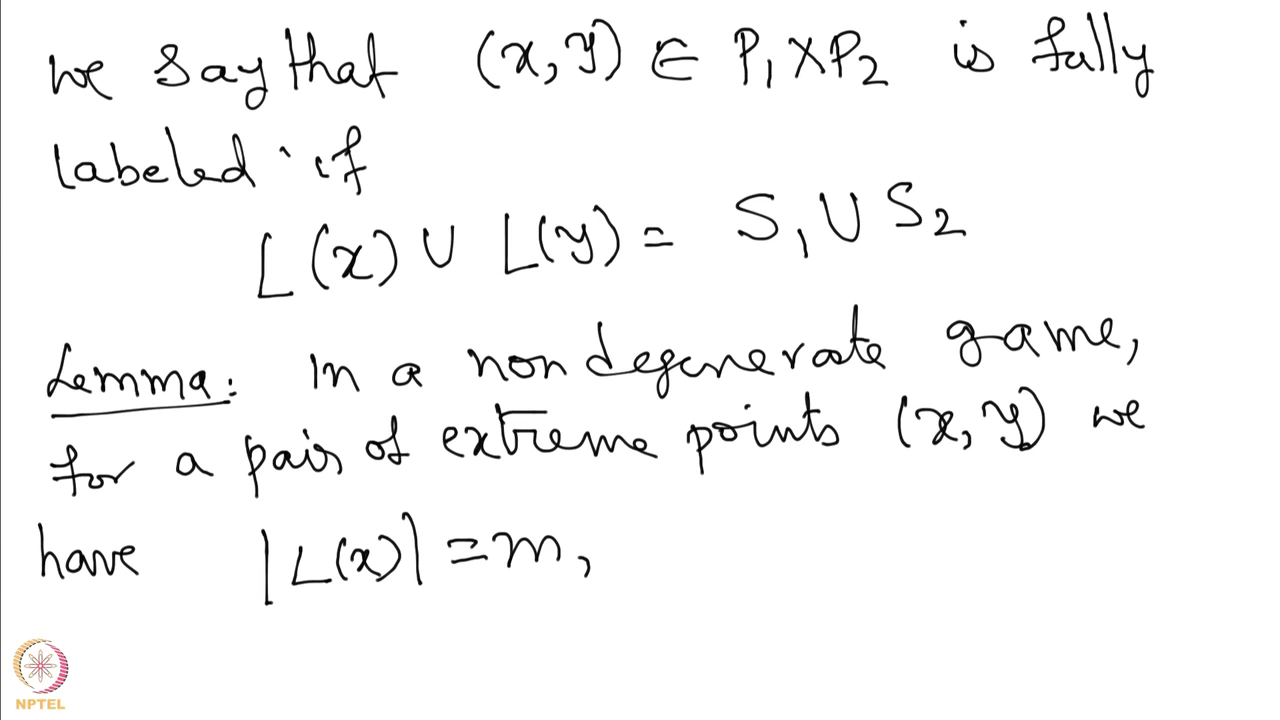 we say that (x, y) ∈ P₁ X P₂ is fully
labeled if
L(x) ∪ L(y) = S₁ ∪ S₂
Lemma: In a nondegenerate game,
for a pair of extreme points (x, y) we
have |L(x)| = m,
NPTEL